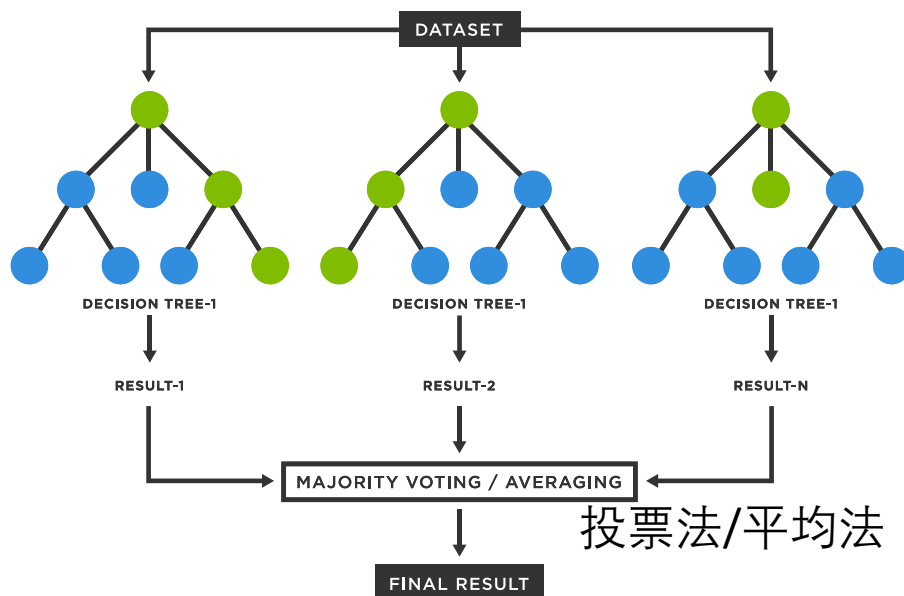 DATASET
DECISION TREE-1
DECISION TREE-1
DECISION TREE-1
RESULT-1
RESULT-2
RESULT-N
MAJORITY VOTING / AVERAGING
投票法/平均法
FINAL RESULT